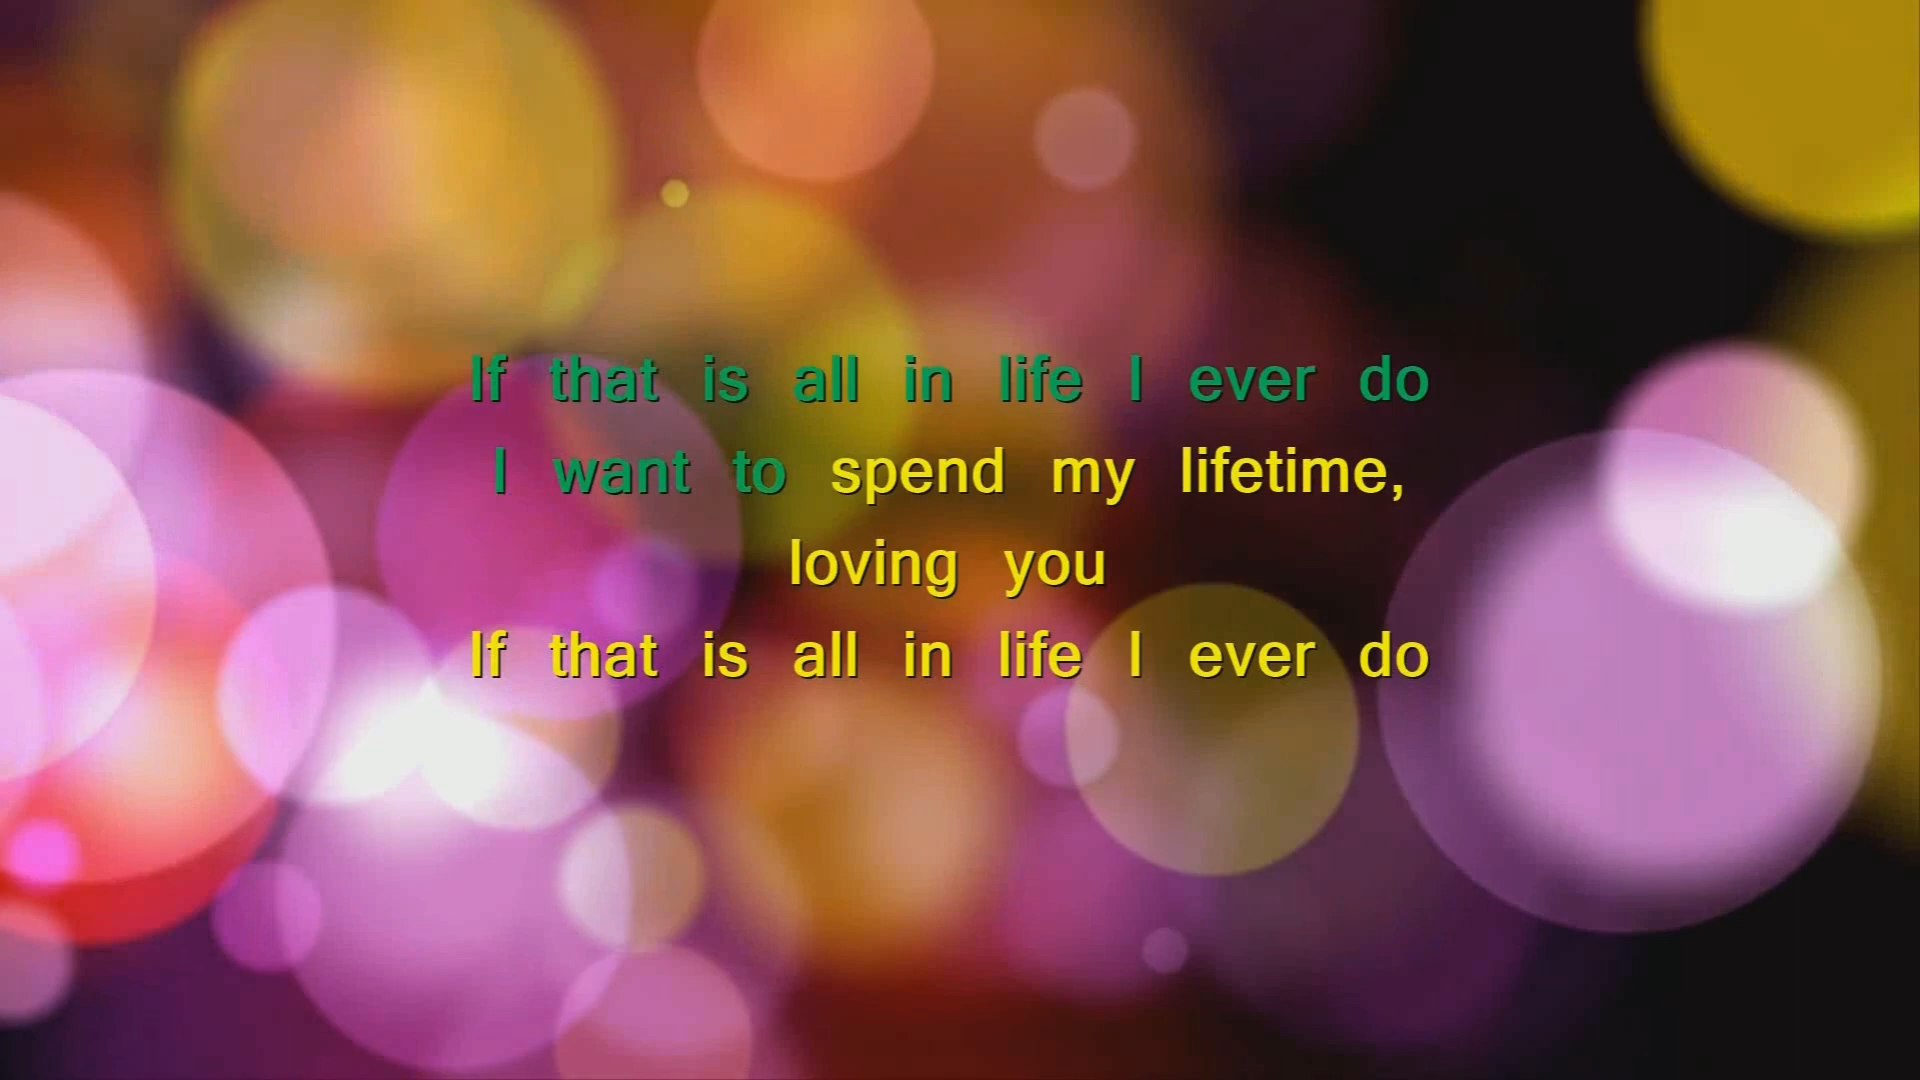 If that is all in life I ever do
I want to spend my lifetime,
loving you
If that is all in life I ever do